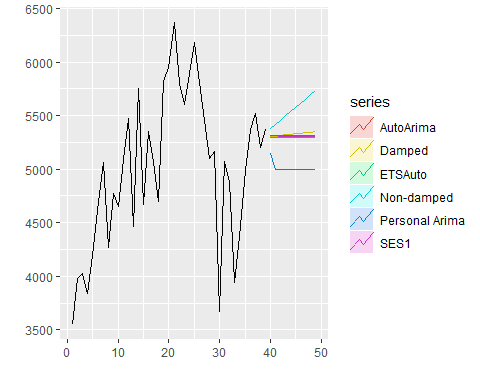 6500
6000
5500
5000
4500
4000
3500
0 10 20 30 40 50
series
AutoArima
Damped
ETSAuto
Non-damped
Personal Arima
SES1